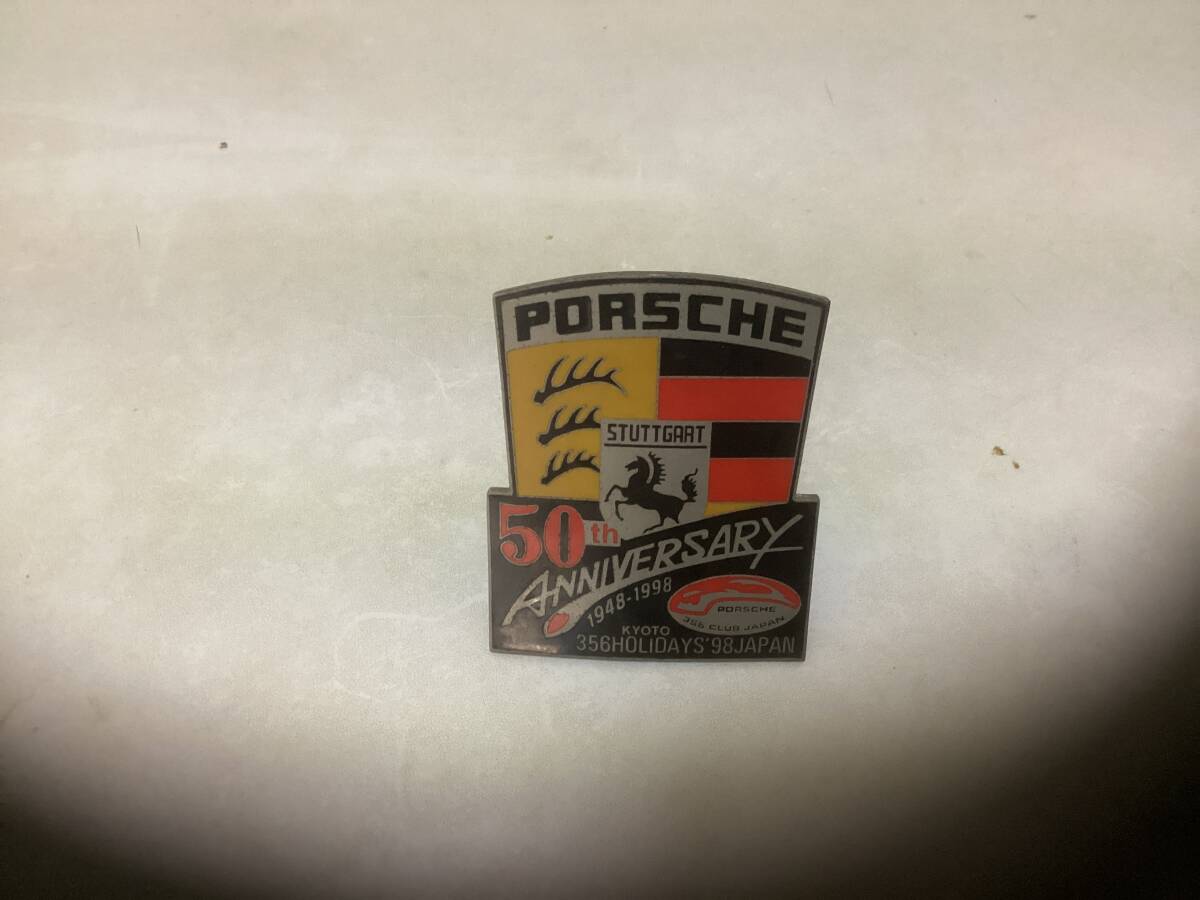 PORSCHE
STUTTGART
50th
ANNIVERSARY
1948-1998
PORSCHE
356 CLUB JAPAN
KYOTO
356HOLIDAYS'98JAPAN